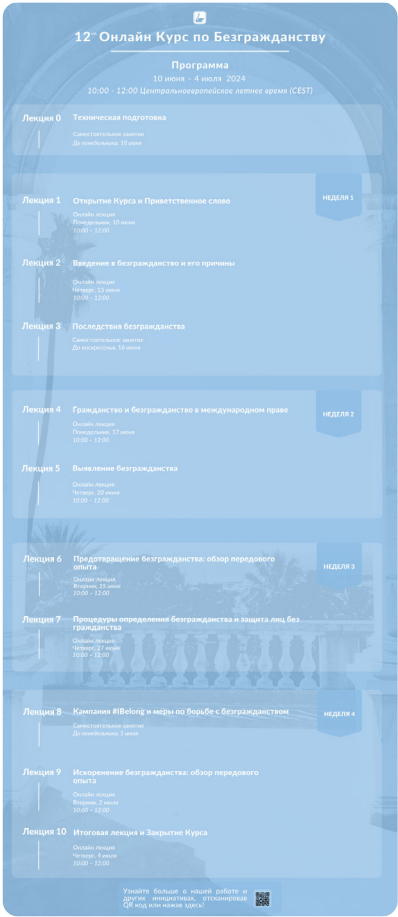 12ый Онлайн Курс по Безгражданству
Программа
10 июня - 4 июля 2024
10:00 - 12:00 Центральноевропейское летнее время (CEST)
Лекция 0
Техническая подготовка
Самостоятельное занятие
До понедельника, 10 июня
НЕДЕЛЯ 1
Лекция 1
Открытие Курса и Приветственное слово
Онлайн лекция
Понедельник, 10 июня
10:00 – 12:00
Лекция 2
Введение в безгражданство и его причины
Онлайн лекция
Четверг, 13 июня
10:00 – 12:00
Лекция 3
Последствия безгражданства
Самостоятельное занятие
До воскресенья, 16 июня
НЕДЕЛЯ 2
Лекция 4
Гражданство и безгражданство в международном праве
Онлайн лекция
Понедельник, 17 июня
10:00 – 12:00
Лекция 5
Выявление безгражданства
Онлайн лекция
Четверг, 20 июня
10:00 – 12:00
НЕДЕЛЯ 3
Лекция 6
Предотвращение безгражданства: обзор передового
опыта
Онлайн лекция
Вторник, 25 июня
10:00 – 12:00
Лекция 7
Процедуры определения безгражданства и защита лиц без
гражданства
Онлайн лекция
Четверг, 27 июня
10:00 – 12:00
НЕДЕЛЯ 4
Лекция 8
Кампания #IBelong и меры по борьбе с безгражданством
Самостоятельное занятие
До понедельника, 1 июля
Лекция 9
Искоренение безгражданства: обзор передового
опыта
Онлайн лекция
Вторник, 2 июля
10:00 – 12:00
Лекция 10
Итоговая лекция и Закрытие Курса
Онлайн лекция
Четверг, 4 июля
10:00 – 12:00
Узнайте больше о нашей работе и
других инициативах, отсканировав
QR код или нажав здесь!